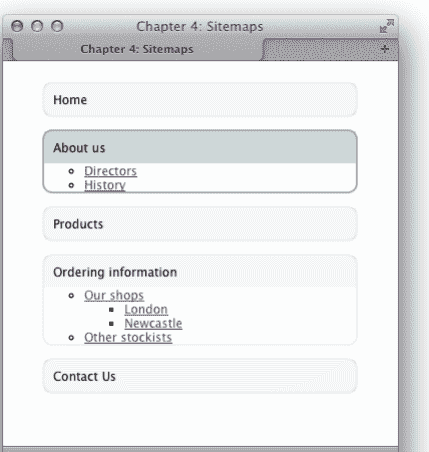 Chapter 4: Sitemaps
Chapter 4: Sitemaps
Home
About us
Directors
History
Products
Ordering information
Our shops
London
Newcastle
Other stockists
Contact Us